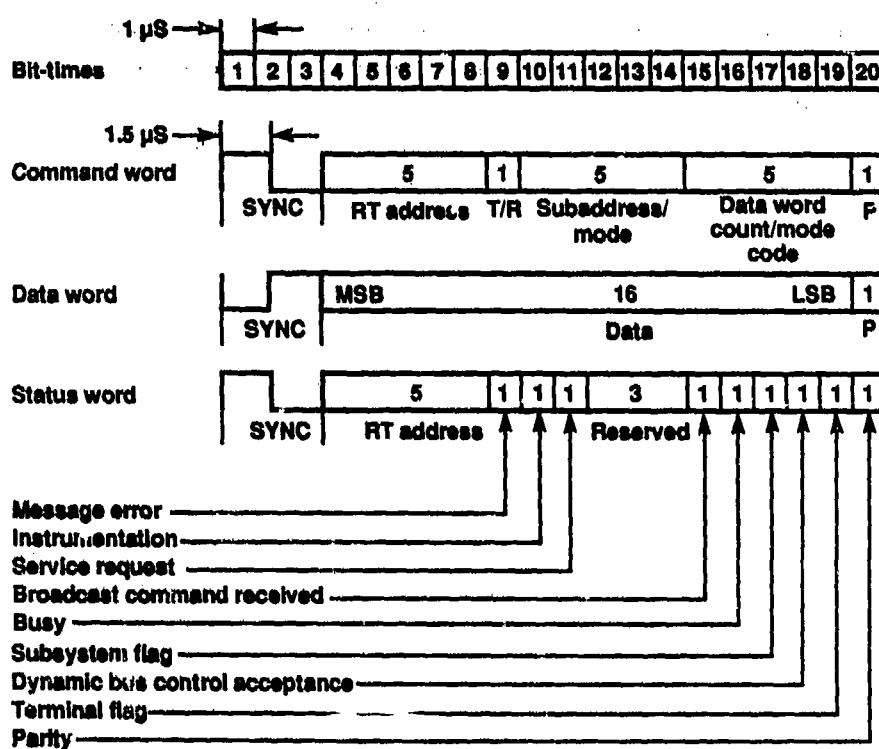 1 µS
Bit-times 1 2 3 4 5 6 7 8 9 10 11 12 13 14 15 16 17 18 19 20
1.5 µS
Command word 5 1 5 5 1
SYNC RT address T/R Subaddress/ mode Data word count/mode code P
Data word MSB 16 LSB 1
SYNC Data P
Status word 5 1 1 1 3 1 1 1 1 1 1
SYNC RT address Reserved
Message error
Instrumentation
Service request
Broadcast command received
Busy
Subsystem flag
Dynamic bus control acceptance
Terminal flag
Parity